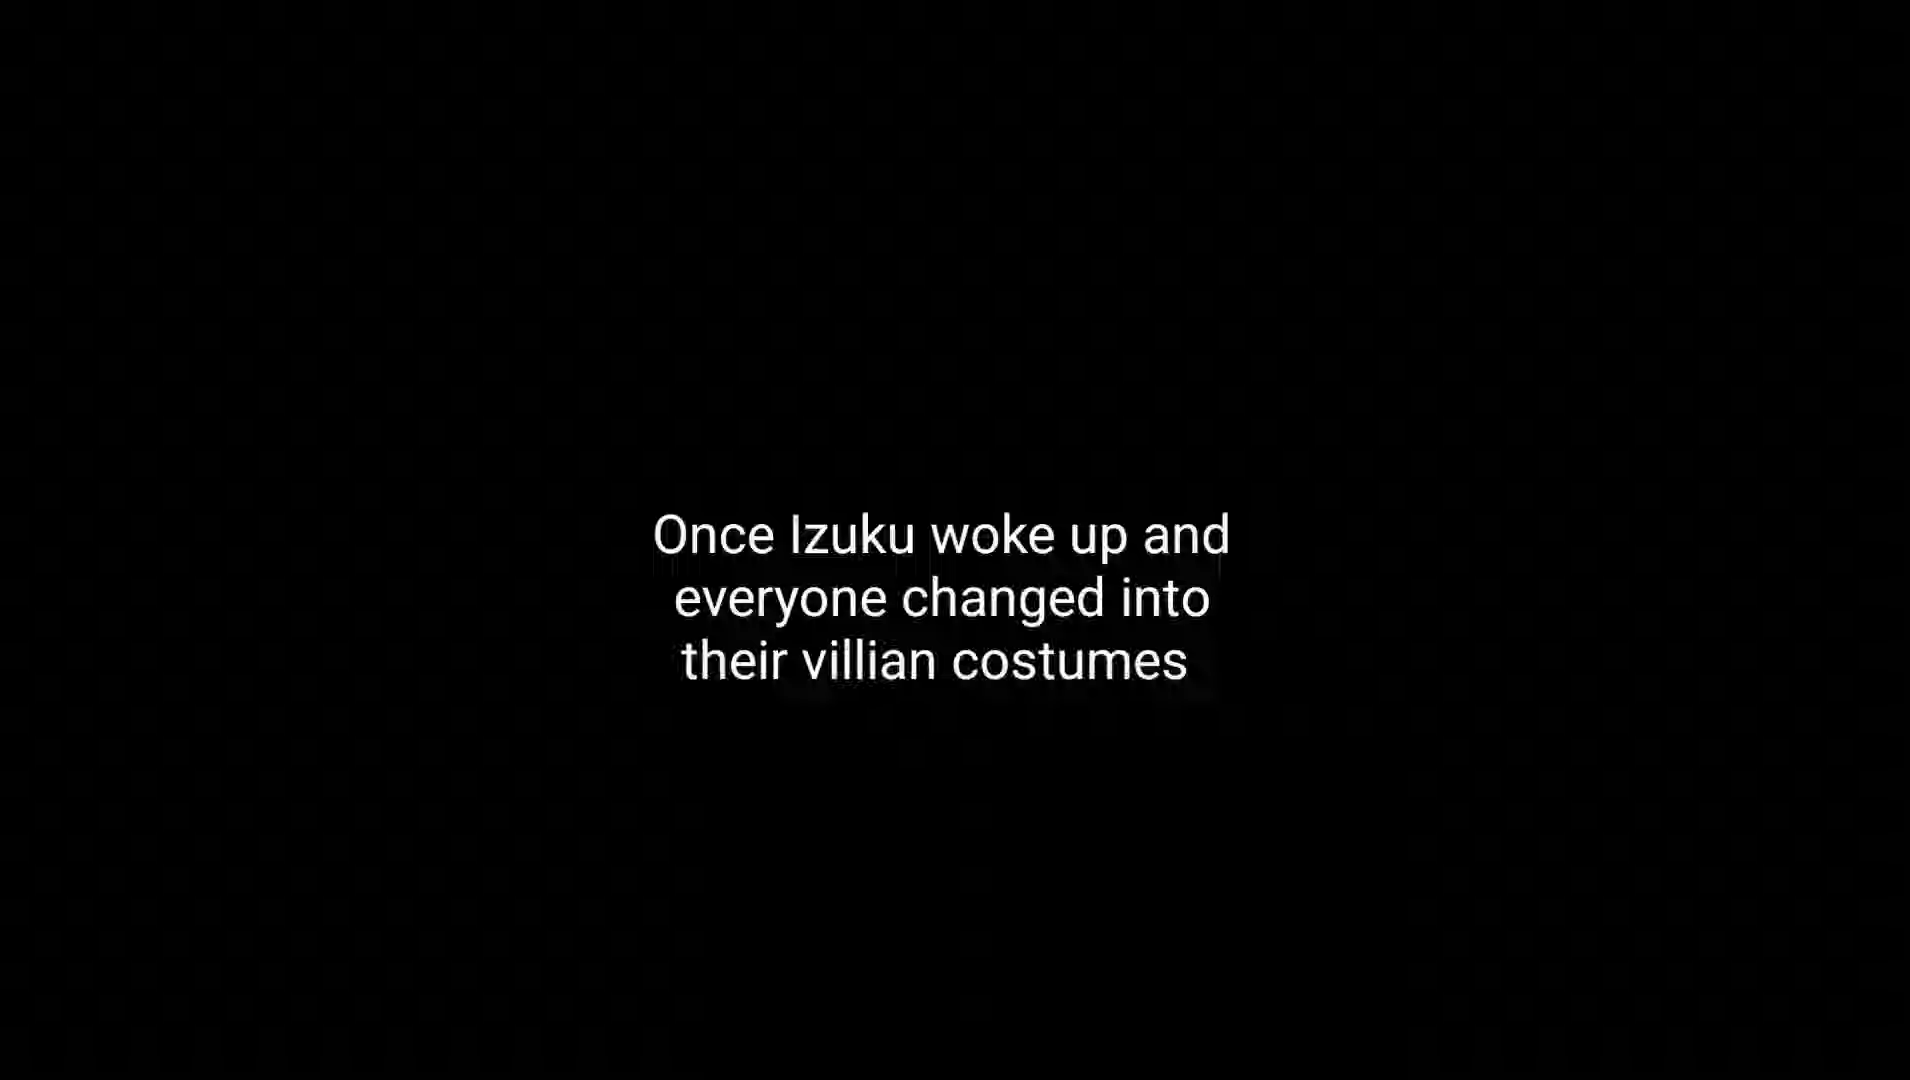 Once Izuku woke up and
everyone changed into
their villian costumes